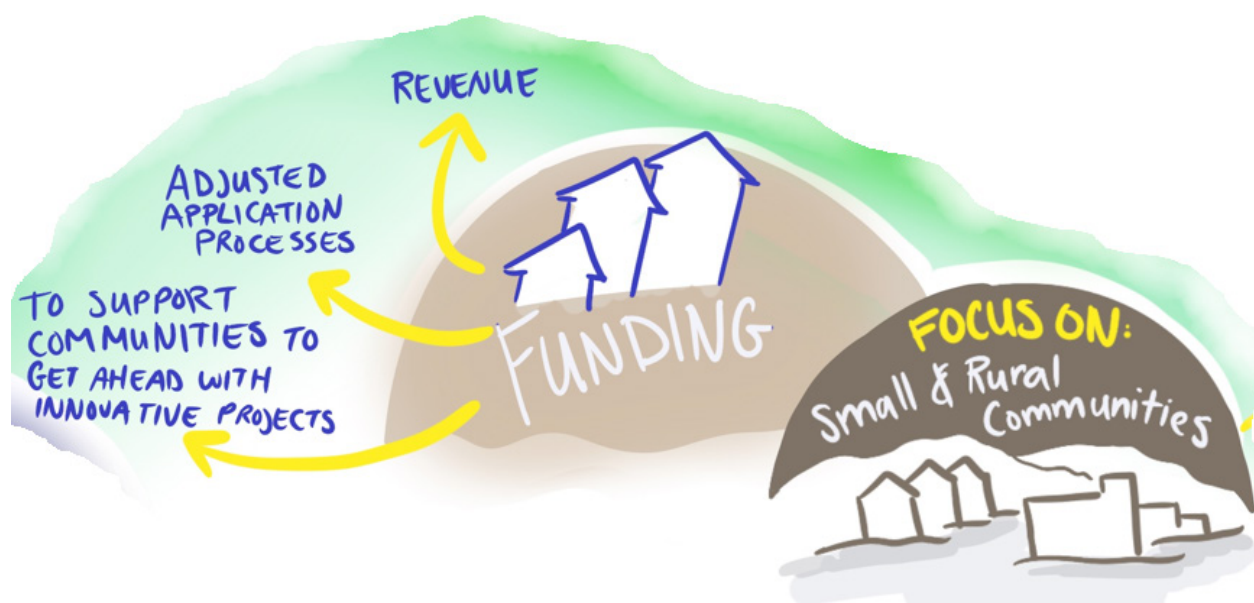 REVENUE
ADJUSTED
APPLICATION
PROCESSES
TO SUPPORT
COMMUNITIES TO
GET AHEAD WITH
INNOVATIVE PROJECTS
FUNDING
FOCUS ON:
Small & Rural
Communities